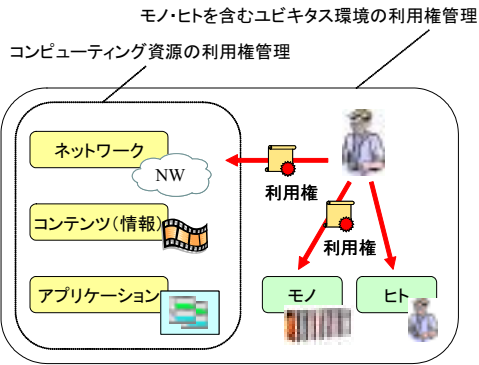 モノ・ヒトを含むユビキタス環境の利用権管理
コンピューティング資源の利用権管理
ネットワーク
NW
利用権
コンテンツ(情報)
利用権
アプリケーション
モノ
ヒト